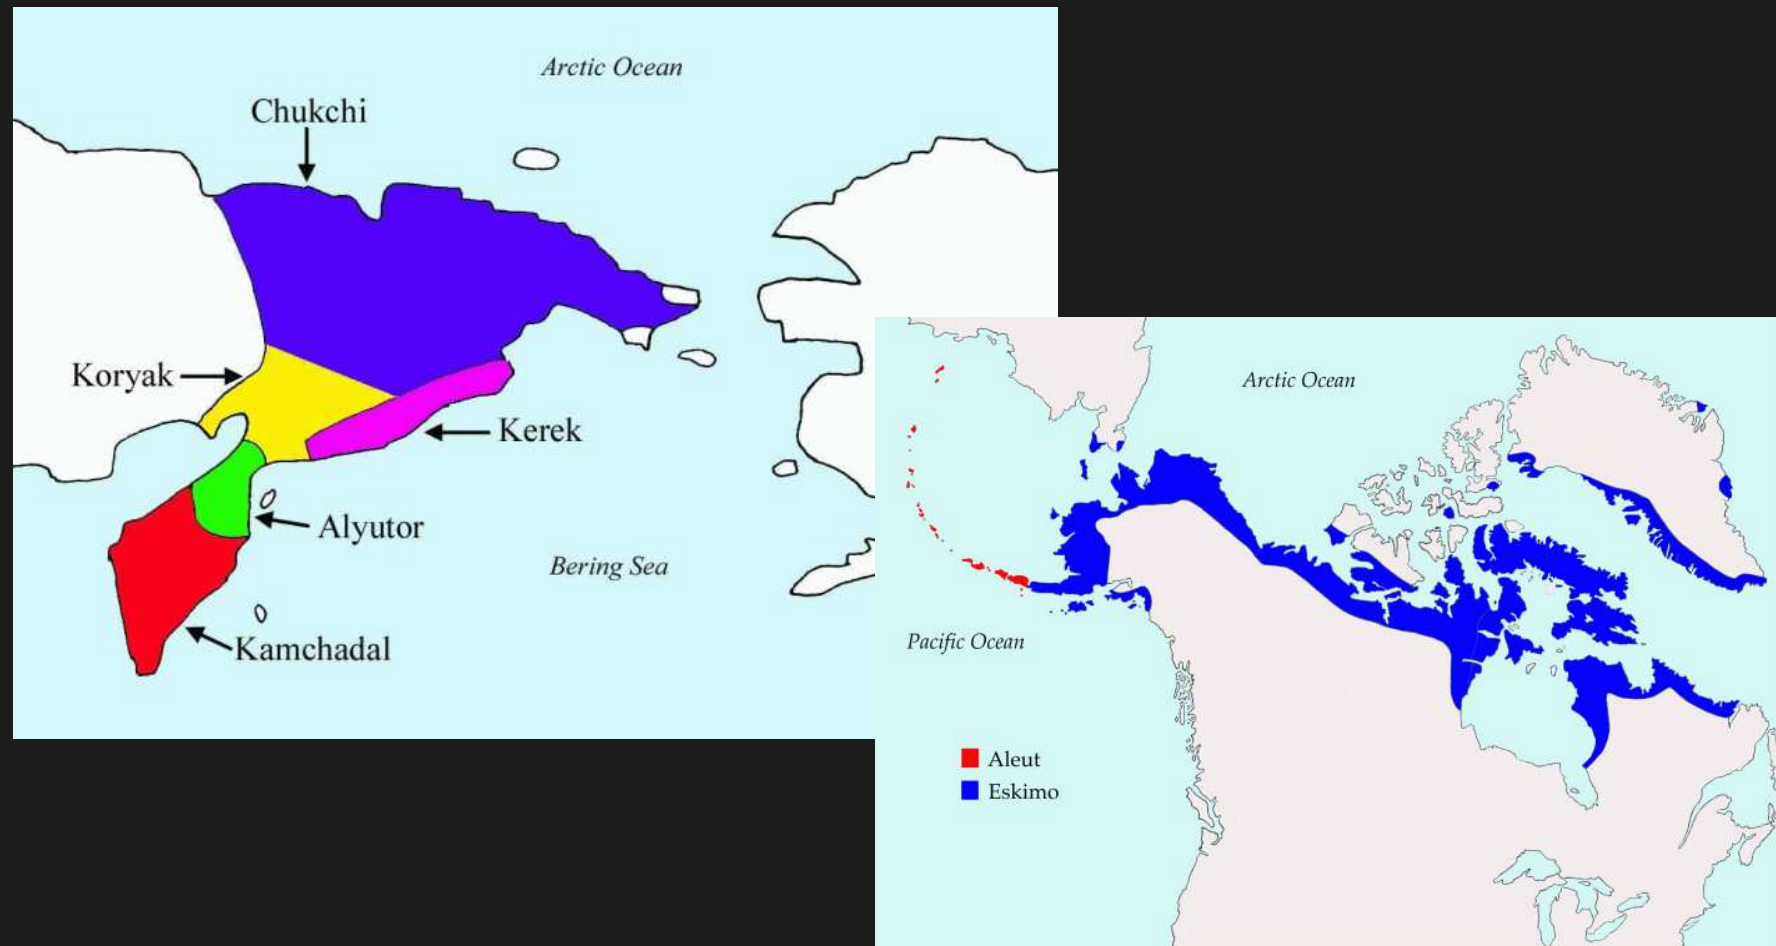 Arctic Ocean
Chukchi
Koryak
Kerek
Alyutor
Bering Sea
Kamchadal
Arctic Ocean
Pacific Ocean
Aleut
Eskimo